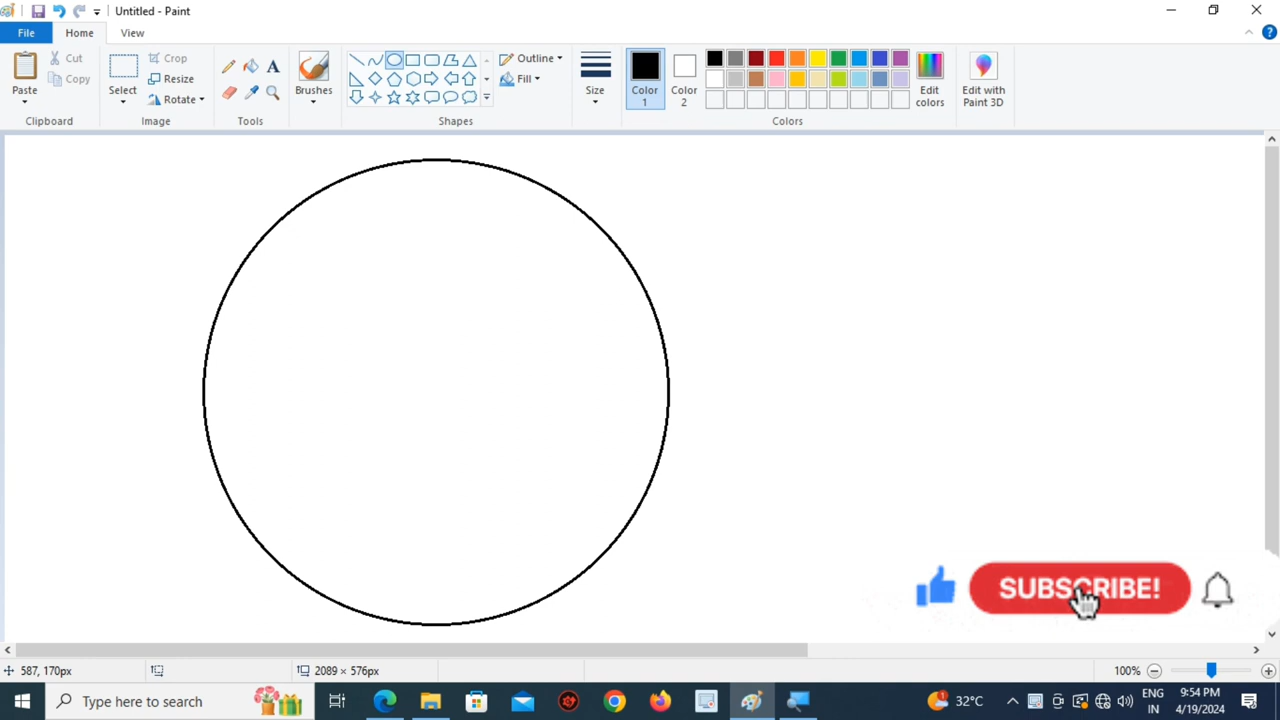 Untitled - Paint
File Home View
Paste
Cut
Copy
Clipboard
Select
Crop
Resize
Rotate
Image
Tools
Brushes
Outline
Fill
Shapes
Size
Color 1
Color 2
Edit colors
Colors
Edit with Paint 3D
SUBSCRIBE!
587, 170px
2089 × 576px
100%
Type here to search
32°C
ENG
IN
9:54 PM
4/19/2024